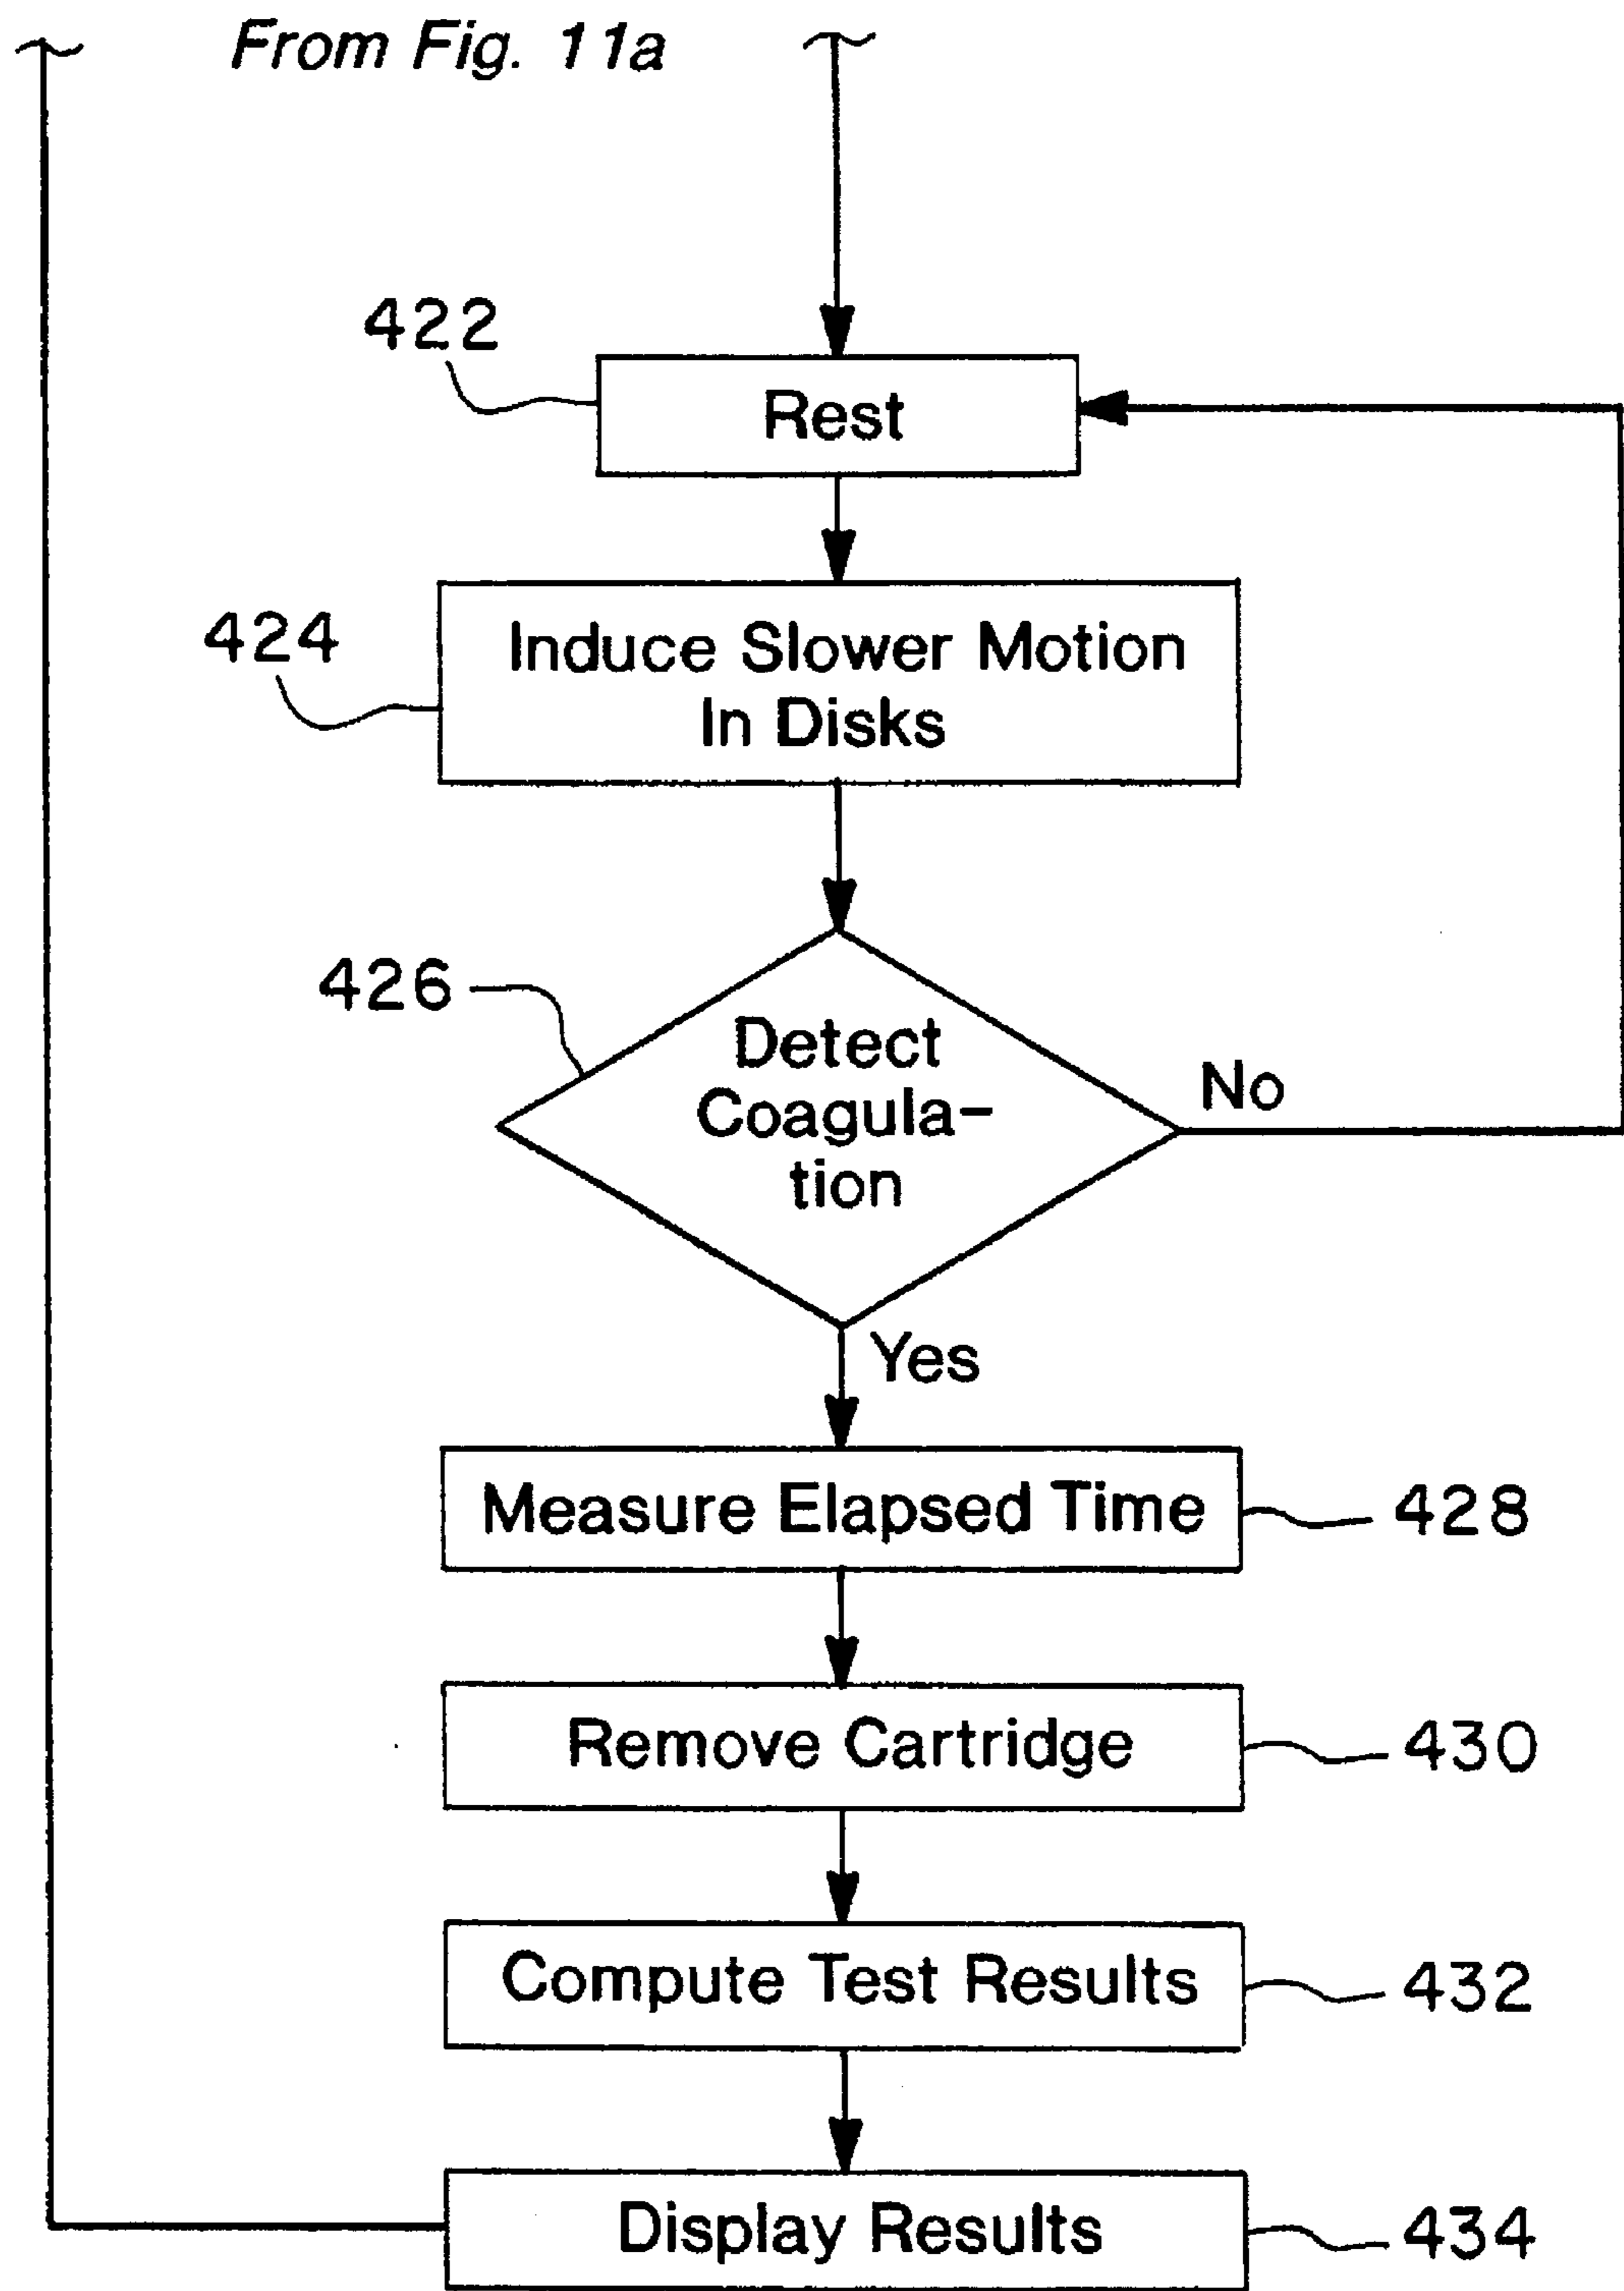 From Fig. 11a
422
Rest
424
Induce Slower Motion
In Disks
426
Detect
Coagula-
tion
No
Yes
Measure Elapsed Time
428
Remove Cartridge
430
Compute Test Results
432
Display Results
434